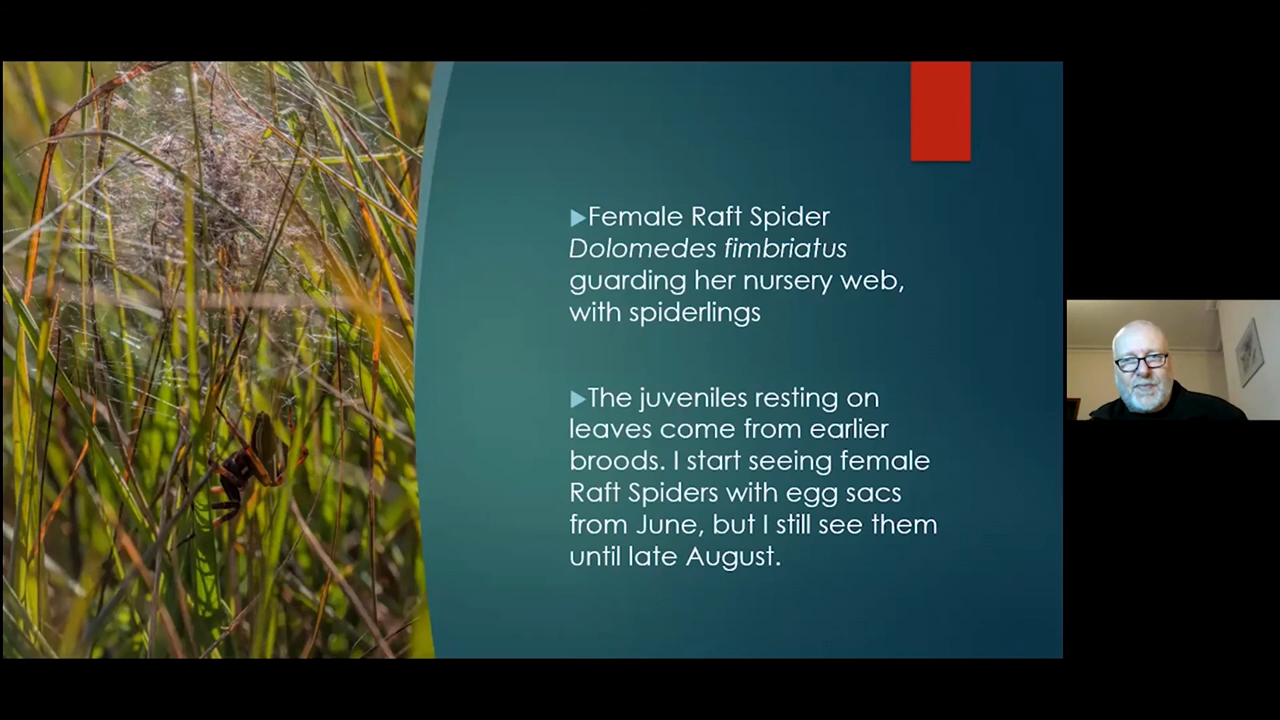 Female Raft Spider
Dolomedes fimbriatus
guarding her nursery web,
with spiderlings
The juveniles resting on
leaves come from earlier
broods. I start seeing female
Raft Spiders with egg sacs
from June, but I still see them
until late August.